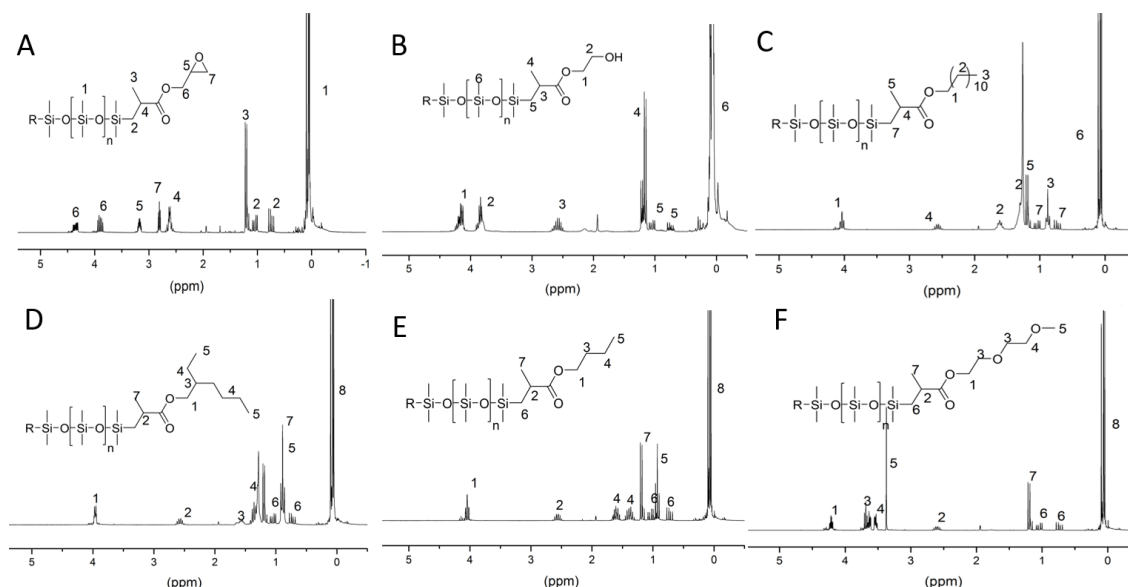 A
O
5
7
3
O
6
1
4
O
R-Si-O
Si-O
Si
2
n
1
3
6 6 5 7 4 2 2
5 4 3 2 1 0 -1
(ppm)
B
2
OH
4
O
1
6
3
O
R-Si-O
Si-O
Si
5
n
4
6
1 2 3 5 5
5 4 3 2 1 0
(ppm)
C
2
3
5
O
1
10
4
O
R-Si-O
Si-O
Si
7
n
6
2 5 3
1 4 2 7 7
5 4 3 2 1 0
(ppm)
D
5
4
3
4
7
O
1
5
2
O
R-Si-O
Si-O
Si
6
n
8
7
5
4
1 2 3 6 6
5 4 3 2 1 0
(ppm)
E
3
5
7
O
4
1
2
O
R-Si-O
Si-O
Si
6
n
8
7
5
1 2 4 4 6 6
5 4 3 2 1 0
(ppm)
F
O
5
3
4
3
O
7
O
1
2
O
R-Si-O
Si-O
Si
6
n
8
5
7
1 3 4 2 6 6
5 4 3 2 1 0
(ppm)